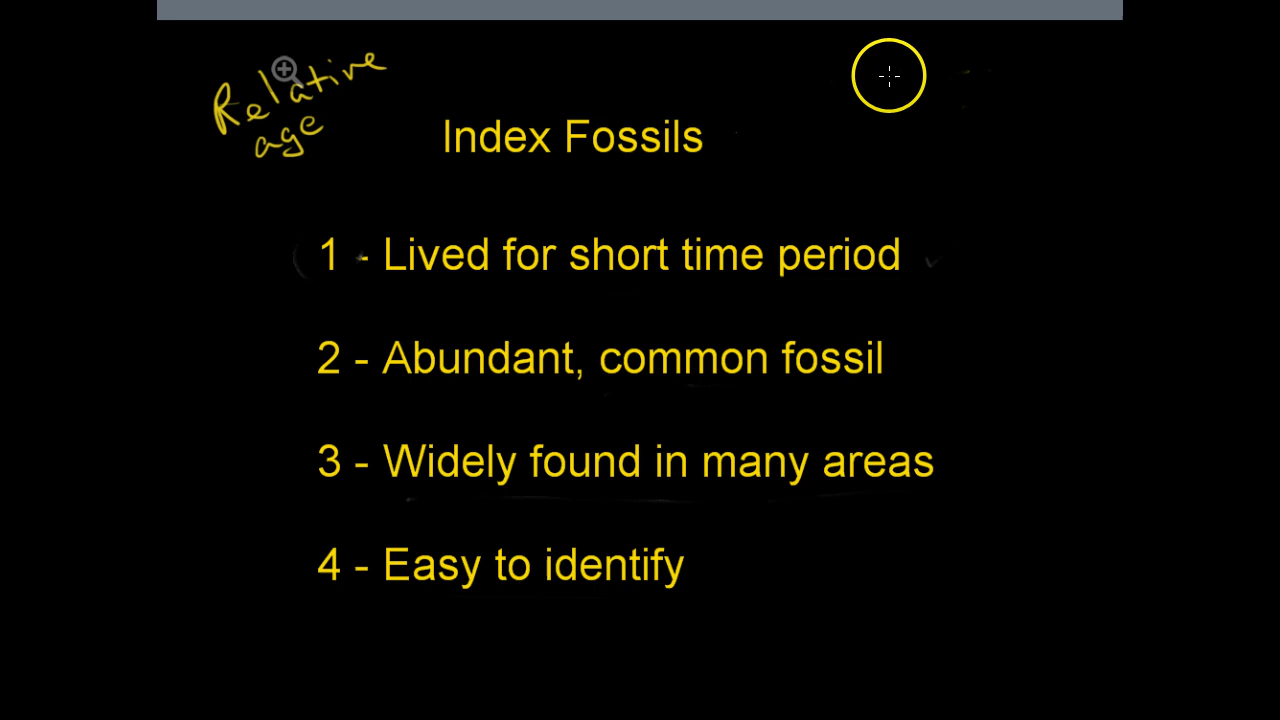 Relative
age
Index Fossils
1 - Lived for short time period
2 - Abundant, common fossil
3 - Widely found in many areas
4 - Easy to identify